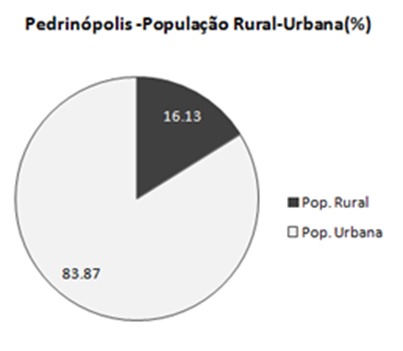 Pedrinópolis -População Rural-Urbana(%)
16.13
Pop. Rural
Pop. Urbana
83.87